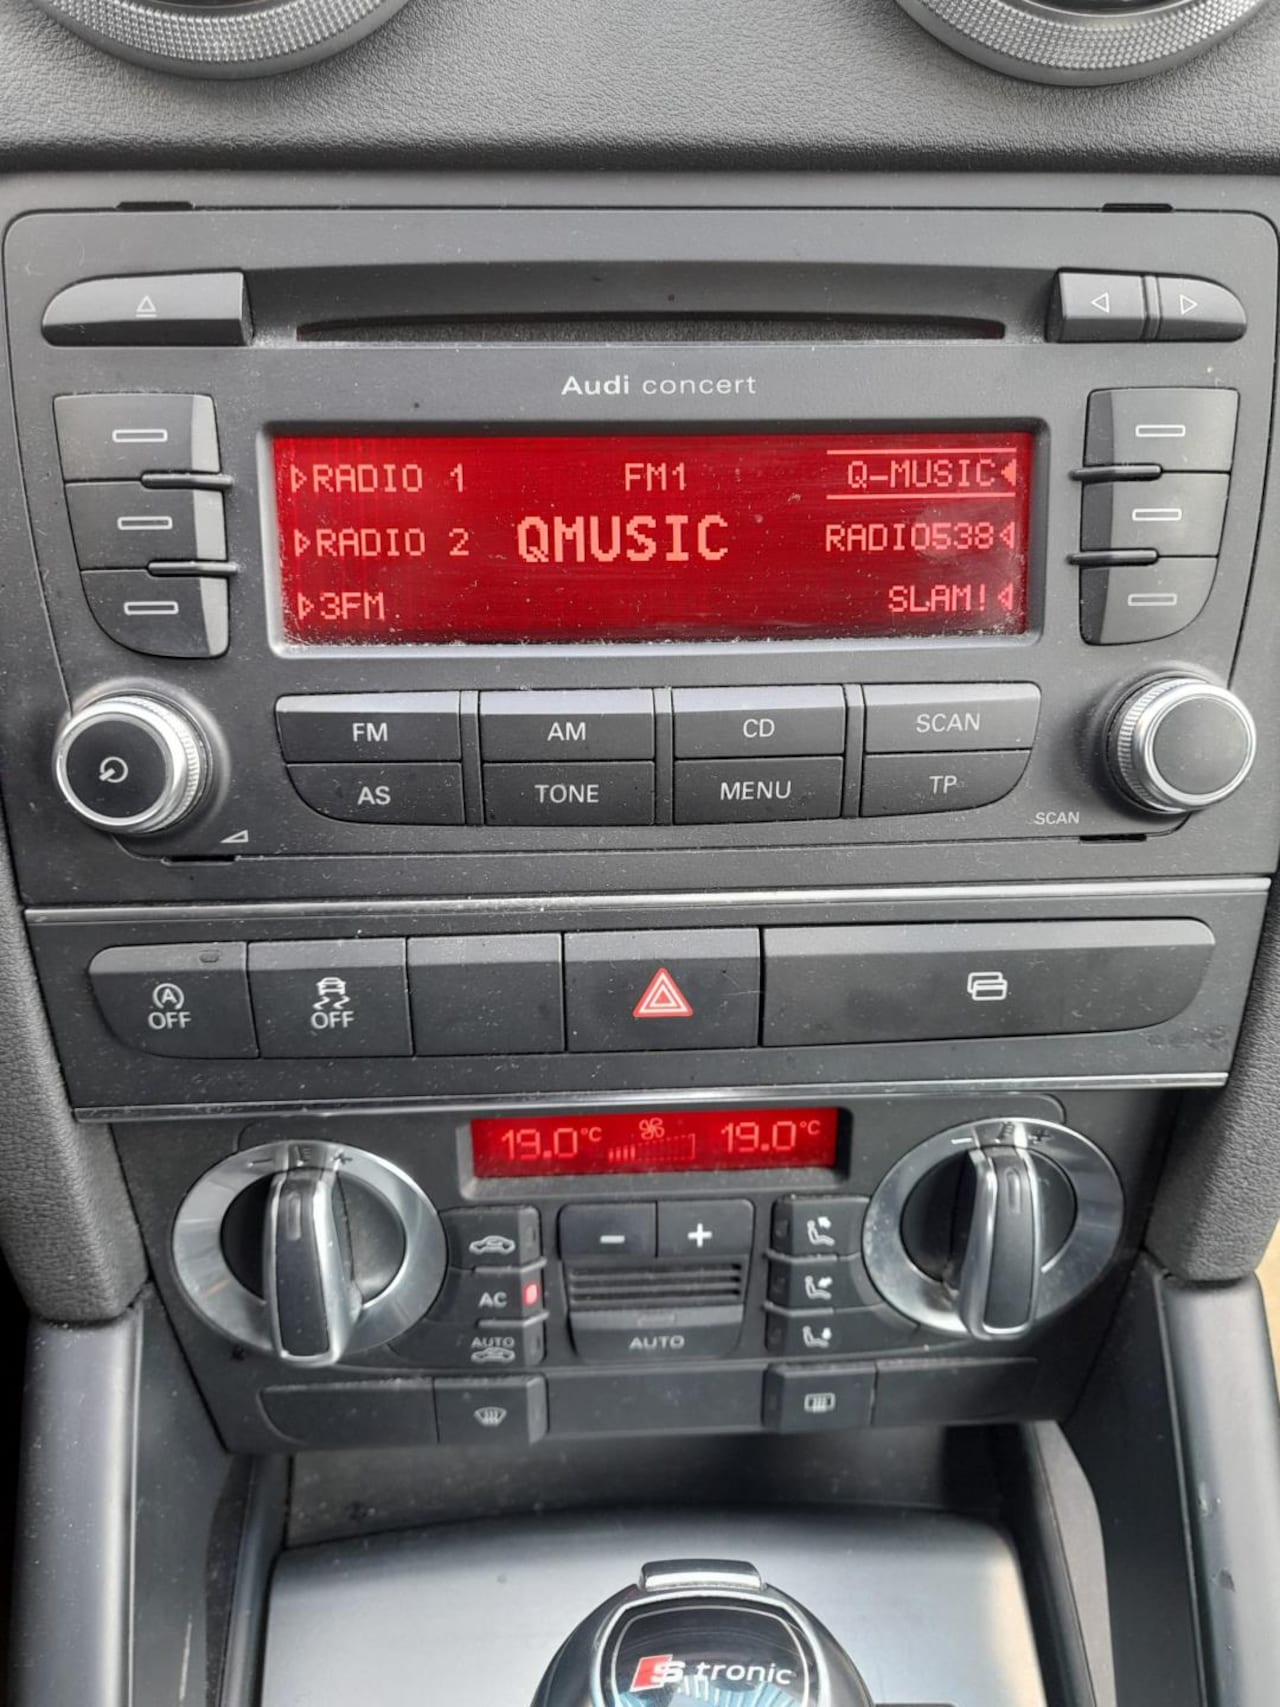 Audi concert
RADIO 1 FM1 Q-MUSIC
RADIO 2 QMUSIC RADIO538
3FM SLAM!
FM AM CD SCAN
AS TONE MENU TP
SCAN
A
OFF OFF
19.0°C 19.0°C
- + - + - +
AC
AUTO AUTO
S tronic